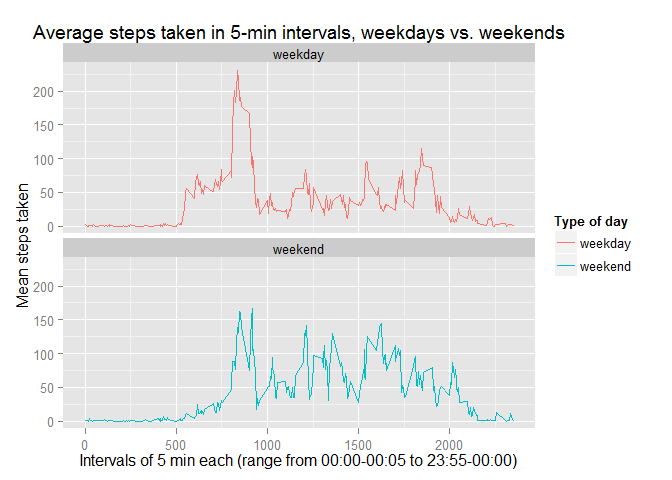 Average steps taken in 5-min intervals, weekdays vs. weekends
weekday
200
150
100
50
0
weekend
200
150
100
50
0
Mean steps taken
0 500 1000 1500 2000
Intervals of 5 min each (range from 00:00-00:05 to 23:55-00:00)
Type of day
weekday
weekend